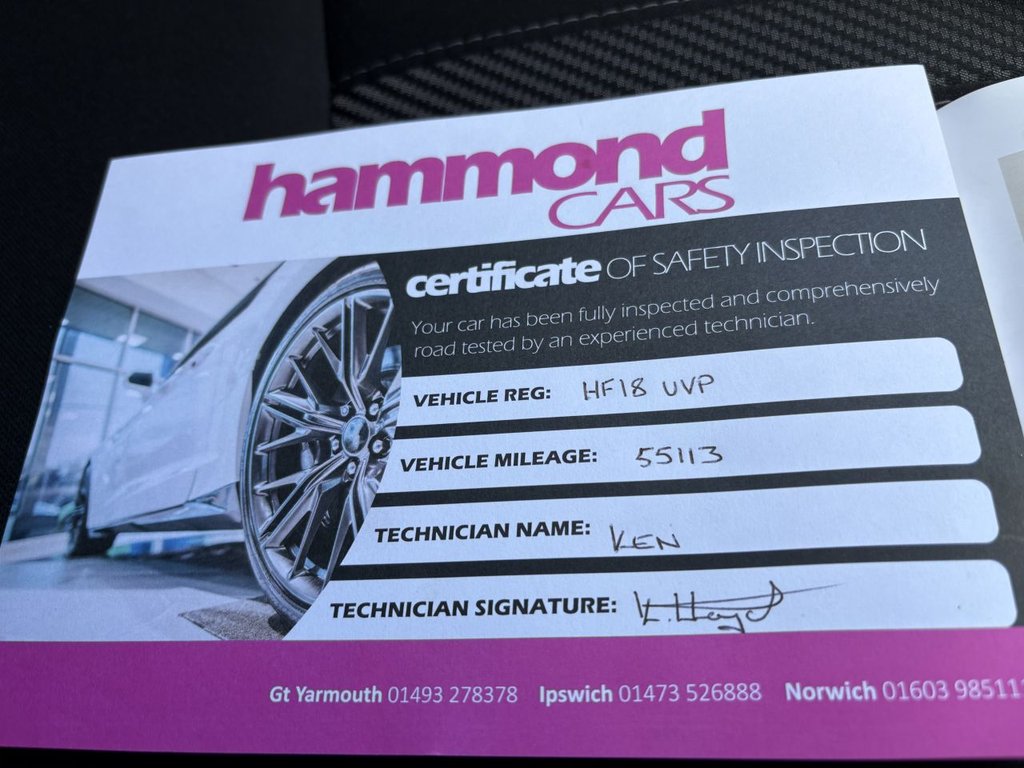 hammond
CARS
certificate OF SAFETY INSPECTION
Your car has been fully inspected and comprehensively
road tested by an experienced technician.
VEHICLE REG: HF18 UVP
VEHICLE MILEAGE: 55113
TECHNICIAN NAME: KEN
TECHNICIAN SIGNATURE:
Gt Yarmouth 01493 278378 Ipswich 01473 526888 Norwich 01603 98511